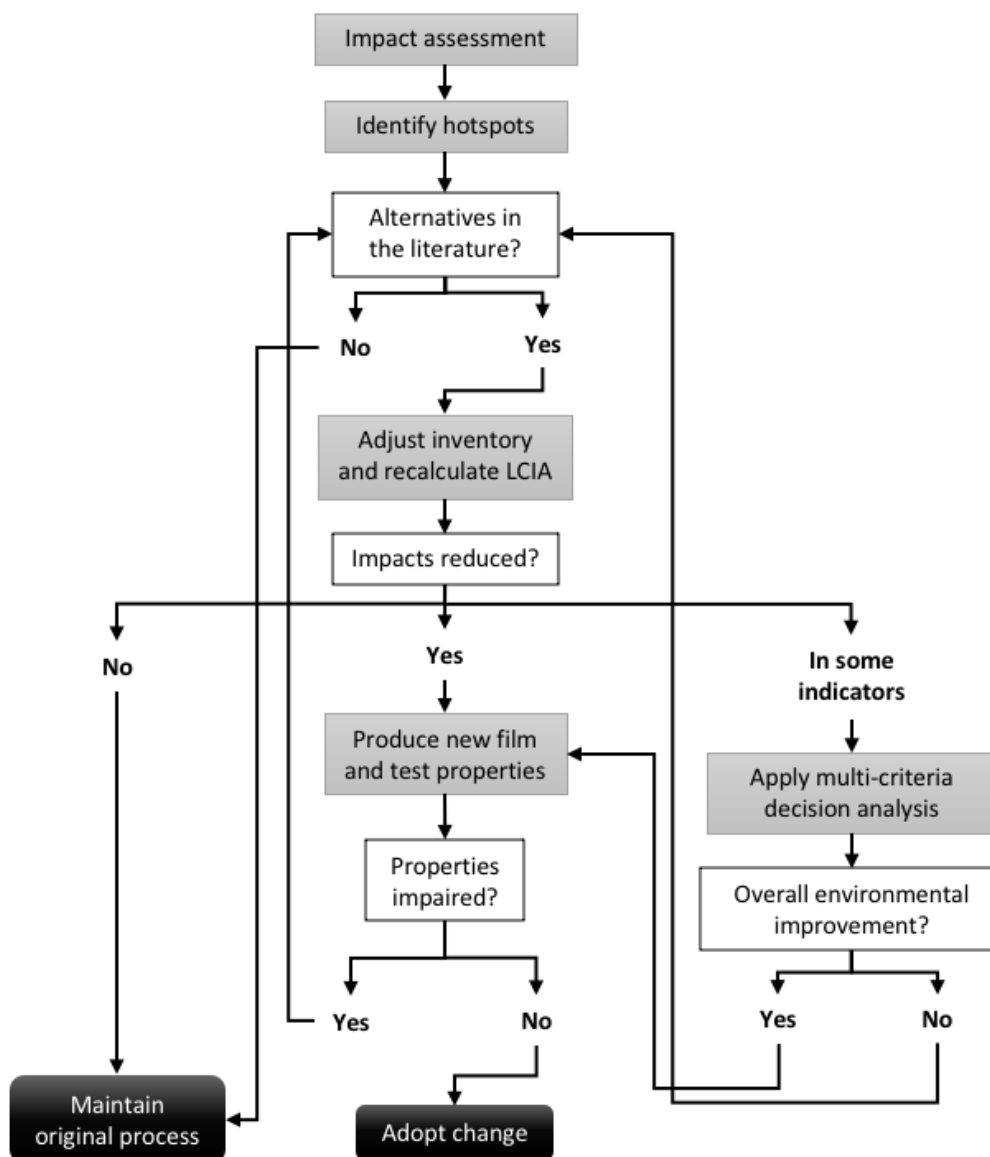 Impact assessment
Identify hotspots
Alternatives in
the literature?
No
Yes
Adjust inventory
and recalculate LCIA
Impacts reduced?
No
Yes
In some
indicators
Produce new film
and test properties
Apply multi-criteria
decision analysis
Properties
impaired?
Overall environmental
improvement?
Yes
No
Yes
No
Maintain
original process
Adopt change